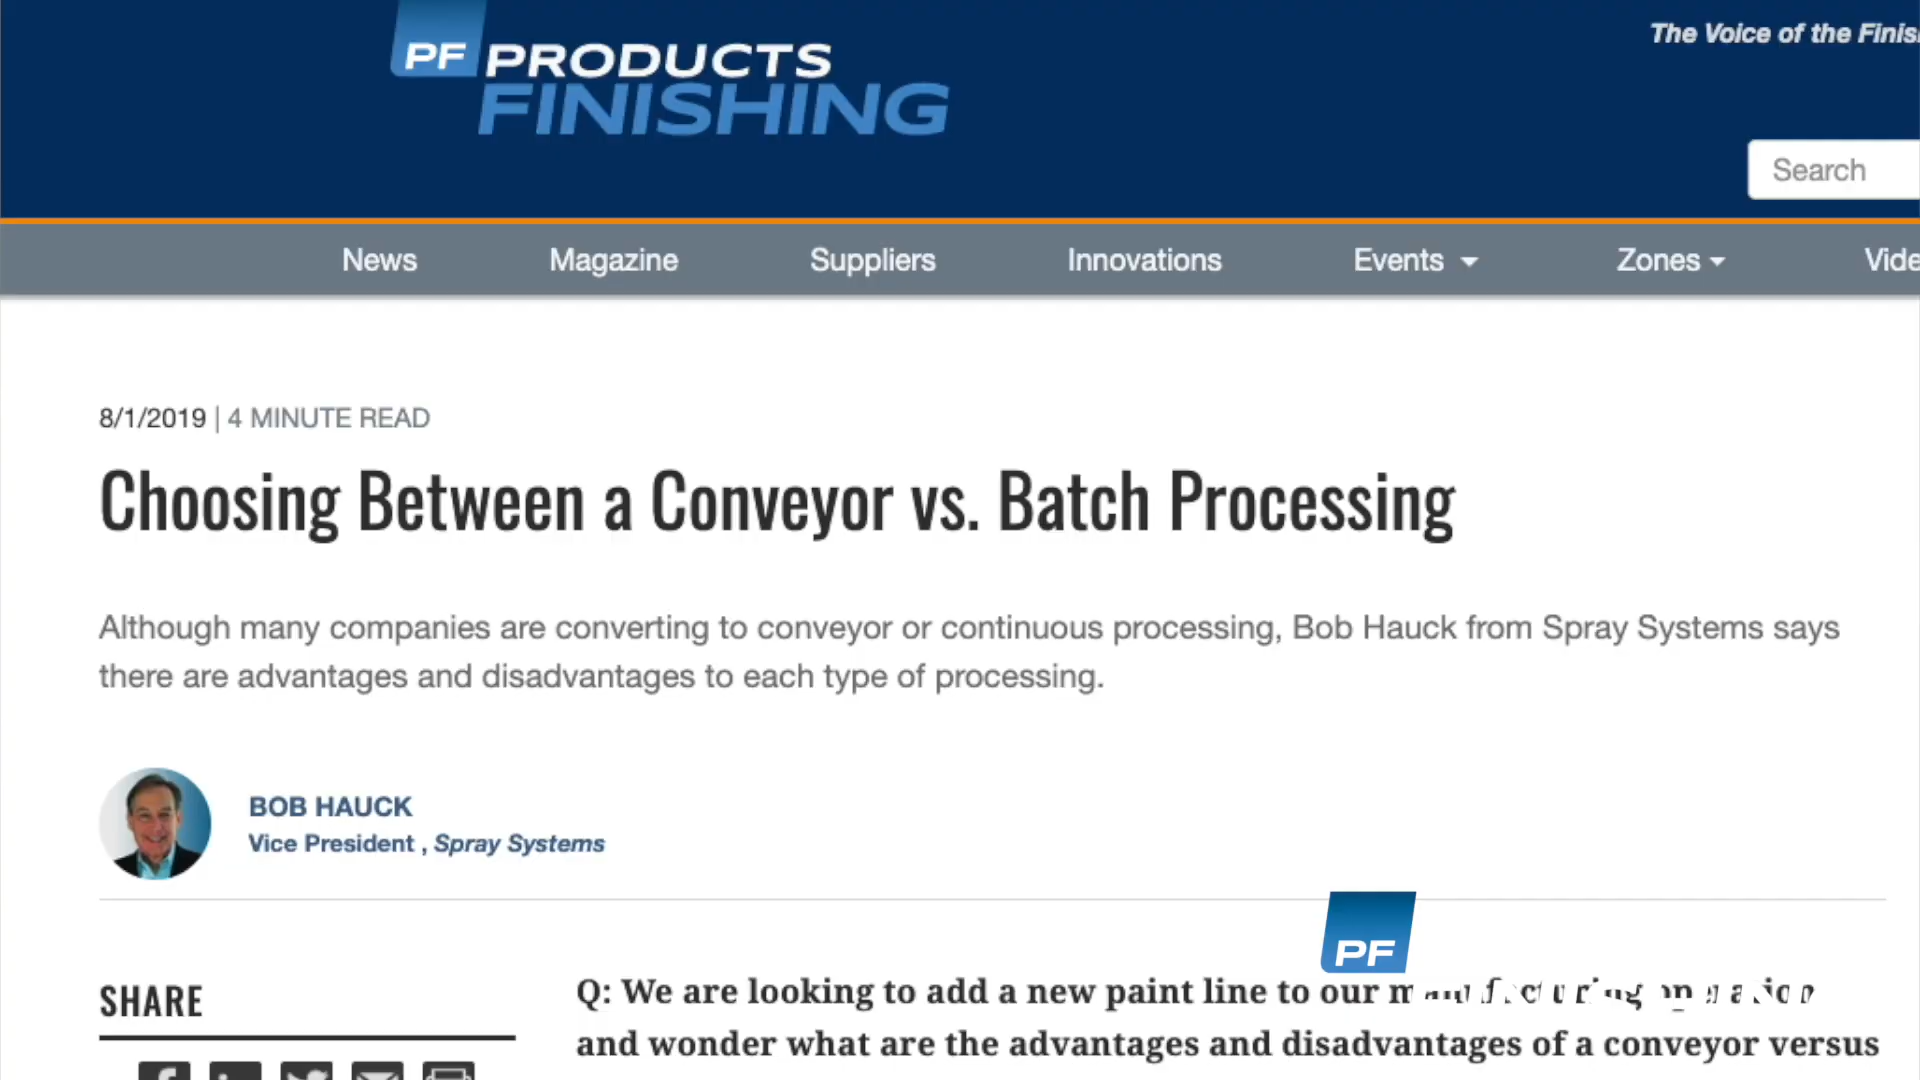 The Voice of the Finis
PF PRODUCTS
FINISHING
Search
News Magazine Suppliers Innovations Events Zones Vide
8/1/2019 | 4 MINUTE READ
Choosing Between a Conveyor vs. Batch Processing
Although many companies are converting to conveyor or continuous processing, Bob Hauck from Spray Systems says
there are advantages and disadvantages to each type of processing.
BOB HAUCK
Vice President , Spray Systems
PF
SHARE
Q: We are looking to add a new paint line to our manufacturing operation
and wonder what are the advantages and disadvantages of a conveyor versus